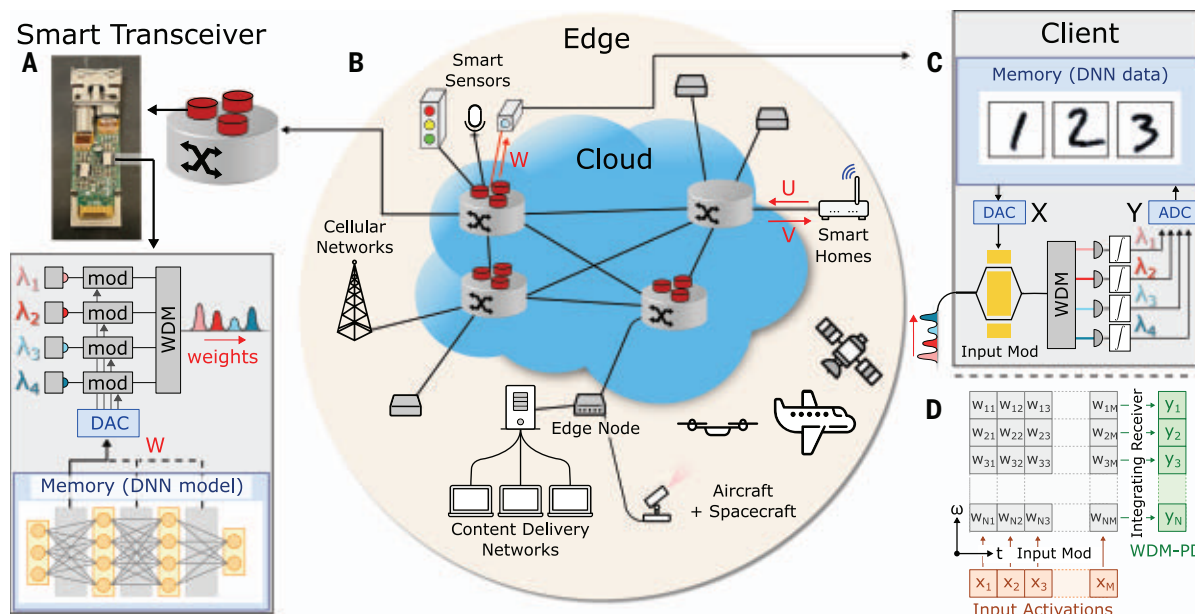 Smart Transceiver
A
λ1
mod
λ2
mod
λ3
mod
λ4
mod
WDM
weights
DAC
W
Memory (DNN model)
B
Edge
Smart
Sensors
W
Cloud
U
V
Smart
Homes
Cellular
Networks
Edge Node
Content Delivery
Networks
Aircraft
+ Spacecraft
C
Client
Memory (DNN data)
1 2 3
DAC
X
Y
ADC
λ1
λ2
λ3
λ4
WDM
Input Mod
D
w11 w12 w13 w1M y1
w21 w22 w23 w2M y2
w31 w32 w33 w3M y3
wN1 wN2 wN3 wNM yN
Integrating Receiver
ω
t
Input Mod
WDM-PD
x1 x2 x3 xM
Input Activations